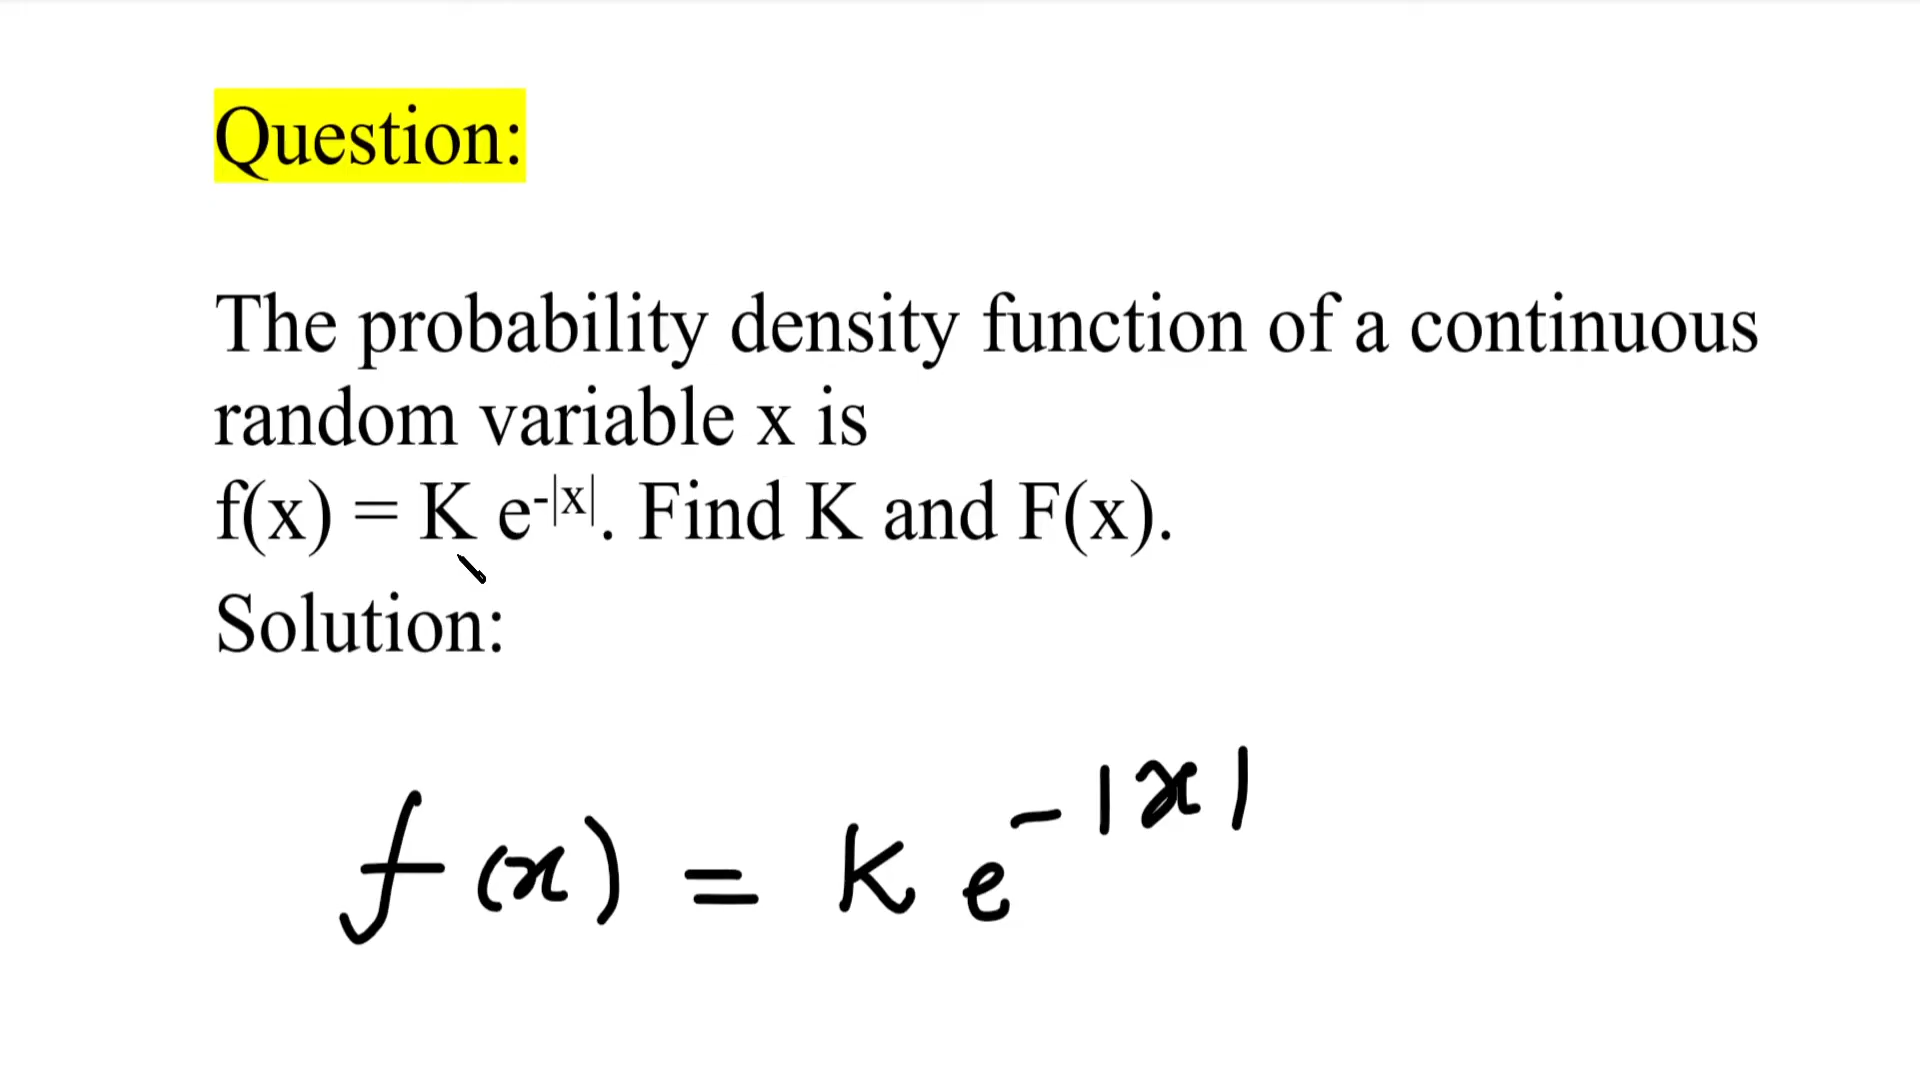 Question:
The probability density function of a continuous
random variable x is
f(x) = K e-|x|. Find K and F(x).
Solution:
f(x) = k e-|x|